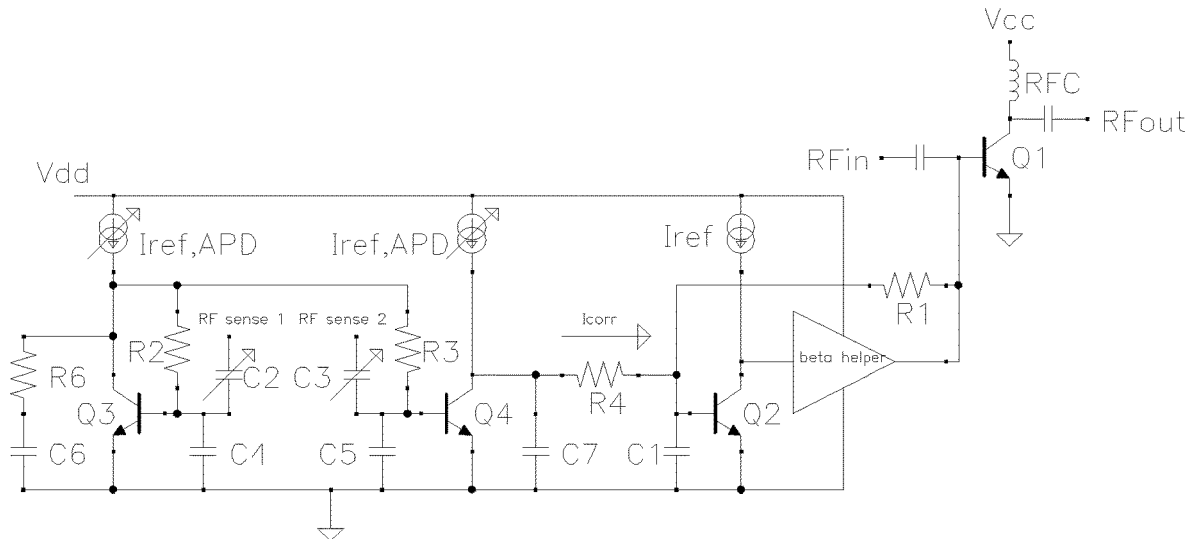 Vcc
RFC
RFout
RFin
Q1
Vdd
Iref,APD
Iref,APD
Iref
RF sense 1
RF sense 2
Icorr
R1
R2
R3
beta helper
R6
C2
C3
R4
Q3
Q4
Q2
C6
C4
C5
C7
C1